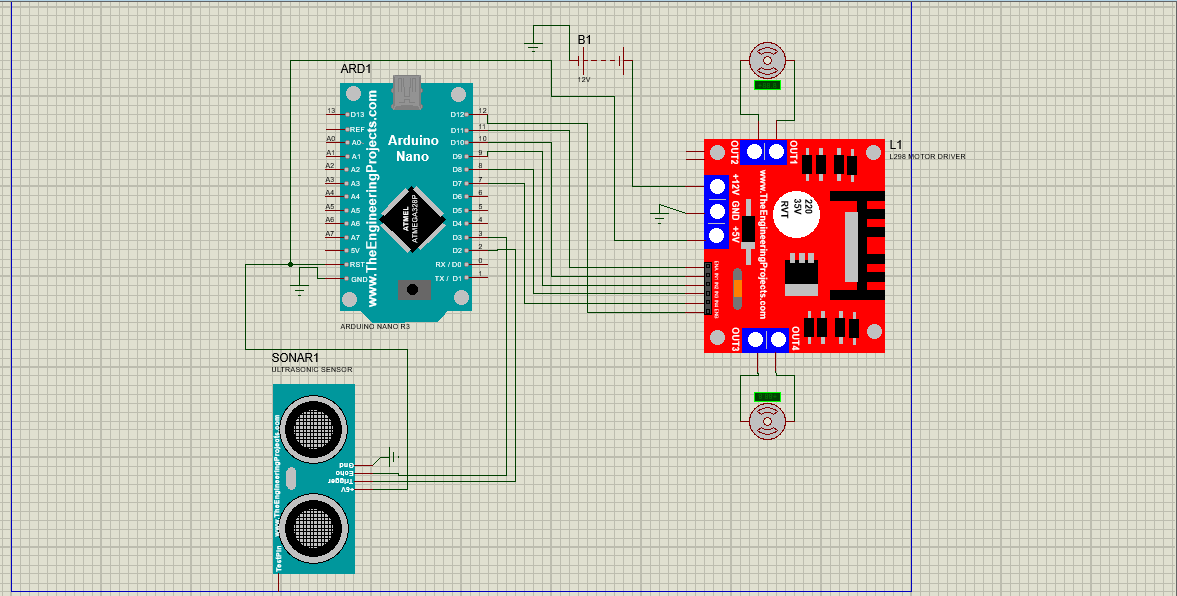 B1
12V
ARD1
www.TheEngineeringProjects.com
Arduino
Nano
ATMEL
ATMEGA328P
13
D13
REF
A0
A0
A1
A1
A2
A2
A3
A3
A4
A4
A5
A5
A6
A6
A7
A7
5V
RST
GND
D12
12
D11
11
D10
10
D9
9
D8
8
D7
7
D6
6
D5
5
D4
4
D3
3
D2
2
RX / D0
0
TX / D1
1
ARDUINO NANO R3
L1
L298 MOTOR DRIVER
OUT2
OUT1
+12V
GND
+5V
www.TheEngineeringProjects.com
220
35V
RVT
OUT3
OUT4
SONAR1
ULTRASONIC SENSOR
www.TheEngineeringProjects.com
Gnd
Echo
Trigger
TestPin